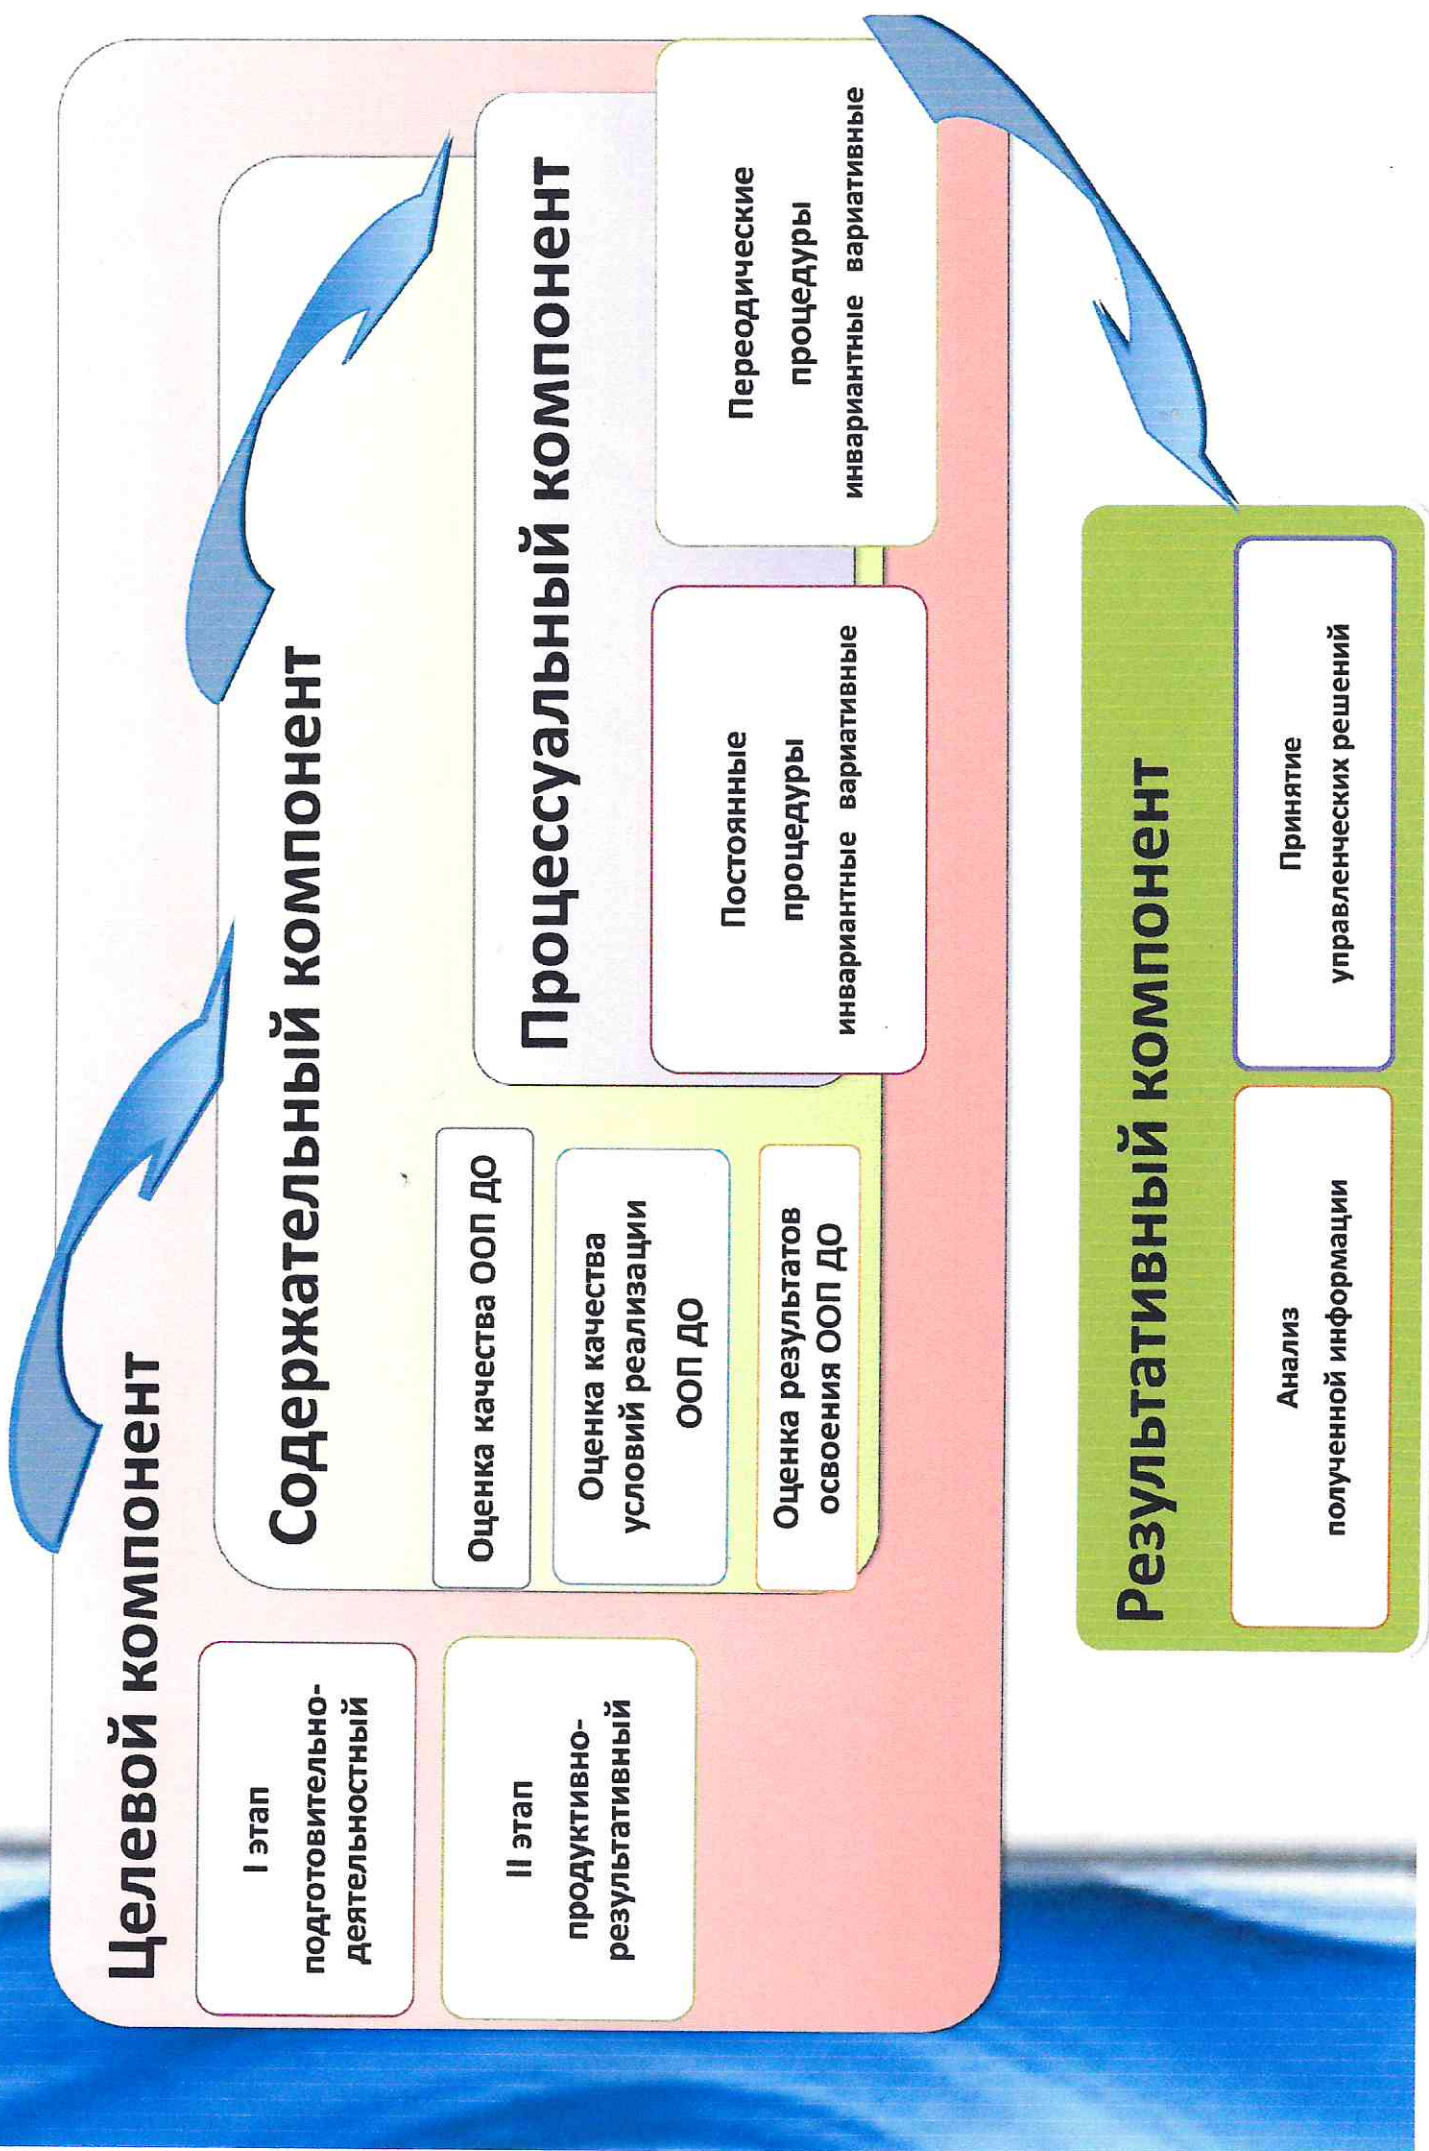 Целевой компонент
I этап
подготовительно-
деятельностный
II этап
продуктивно-
результативный
Содержательный компонент
Оценка качества ООП ДО
Оценка качества
условий реализации
ООП ДО
Оценка результатов
освоения ООП ДО
Процессуальный компонент
Постоянные
процедуры
инвариантные вариативные
Переодические
процедуры
инвариантные вариативные
Результативный компонент
Анализ
полученной информации
Принятие
управленческих решений